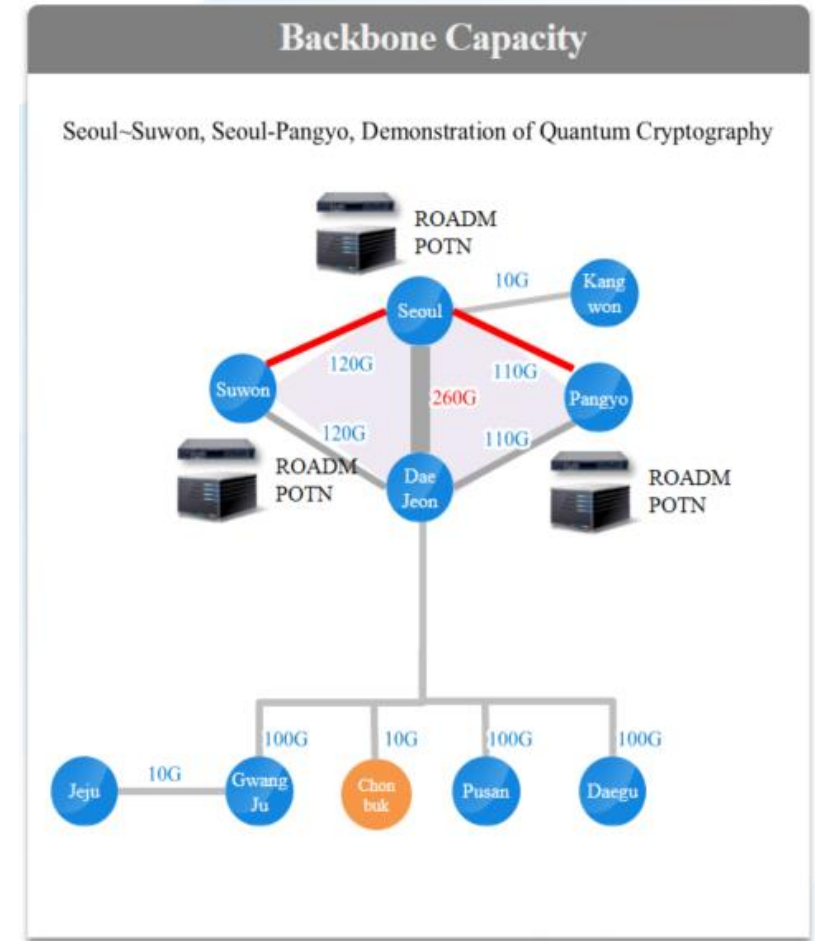 Backbone Capacity
Seoul~Suwon, Seoul-Pangyo, Demonstration of Quantum Cryptography
ROADM
POTN
10G
Kang
won
Seoul
120G
110G
Suwon
260G
Pangyo
120G
110G
ROADM
POTN
Dae
Jeon
ROADM
POTN
100G
10G
100G
100G
Jeju
10G
Gwang
Ju
Chon
buk
Pusan
Daegu